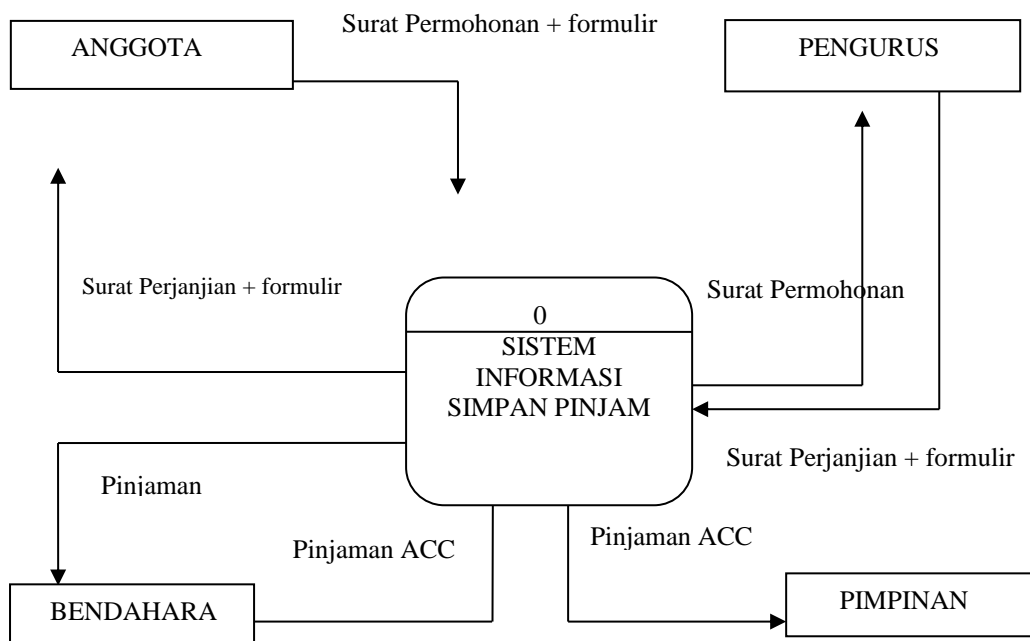 Surat Permohonan + formulir
ANGGOTA
PENGURUS
Surat Perjanjian + formulir
Surat Permohonan
0
SISTEM
INFORMASI
SIMPAN PINJAM
Surat Perjanjian + formulir
Pinjaman
Pinjaman ACC
Pinjaman ACC
BENDAHARA
PIMPINAN